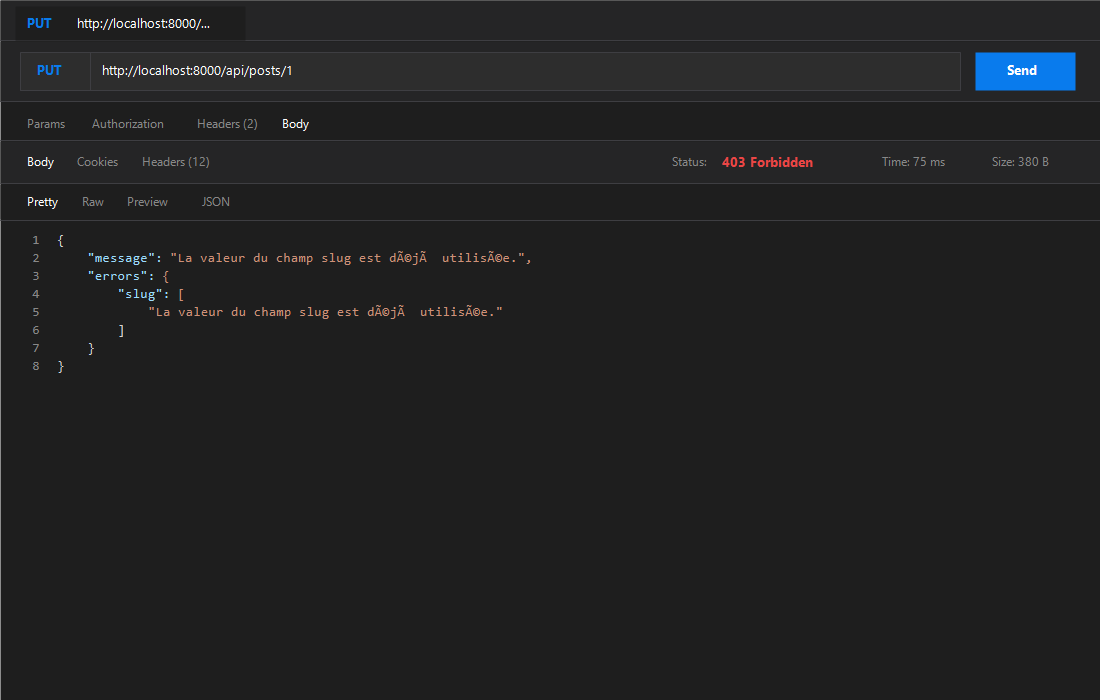 PUT http://localhost:8000/...
PUT http://localhost:8000/api/posts/1 Send
Params Authorization Headers (2) Body
Body Cookies Headers (12) Status: 403 Forbidden Time: 75 ms Size: 380 B
Pretty Raw Preview JSON
1 {
2 "message": "La valeur du champ slug est dÃ©jÃ  utilisÃ©e.",
3 "errors": {
4 "slug": [
5 "La valeur du champ slug est dÃ©jÃ  utilisÃ©e."
6 ]
7 }
8 }